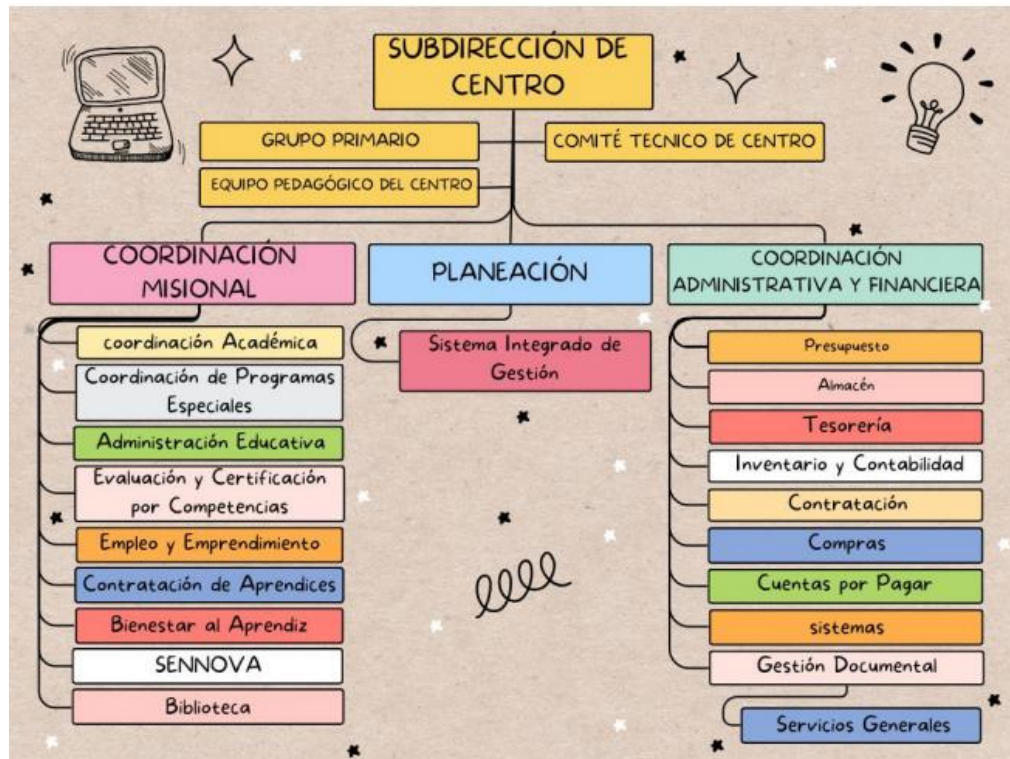 SUBDIRECCIÓN DE
CENTRO
GRUPO PRIMARIO
COMITÉ TECNICO DE CENTRO
EQUIPO PEDAGÓGICO DEL CENTRO
COORDINACIÓN
MISIONAL
coordinación Académica
Coordinación de Programas
Especiales
Administración Educativa
Evaluación y Certificación
por Competencias
Empleo y Emprendimiento
Contratación de Aprendices
Bienestar al Aprendiz
SENNOVA
Biblioteca
PLANEACIÓN
Sistema Integrado de
Gestión
COORDINACIÓN
ADMINISTRATIVA Y FINANCIERA
Presupuesto
Almacén
Tesorería
Inventario y Contabilidad
Contratación
Compras
Cuentas por Pagar
sistemas
Gestión Documental
Servicios Generales